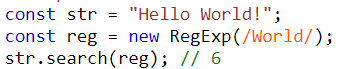 const str = "Hello World!";
const reg = new RegExp(/World/);
str.search(reg); // 6